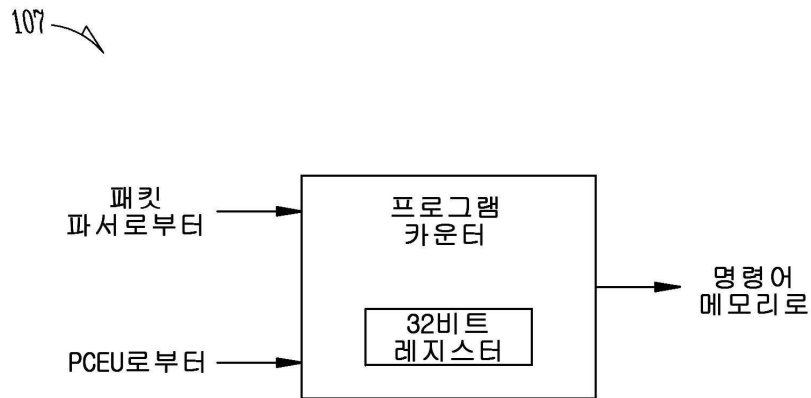 107
패킷
파서로부터
프로그램
카운터
명령어
메모리로
32비트
레지스터
PCEU로부터